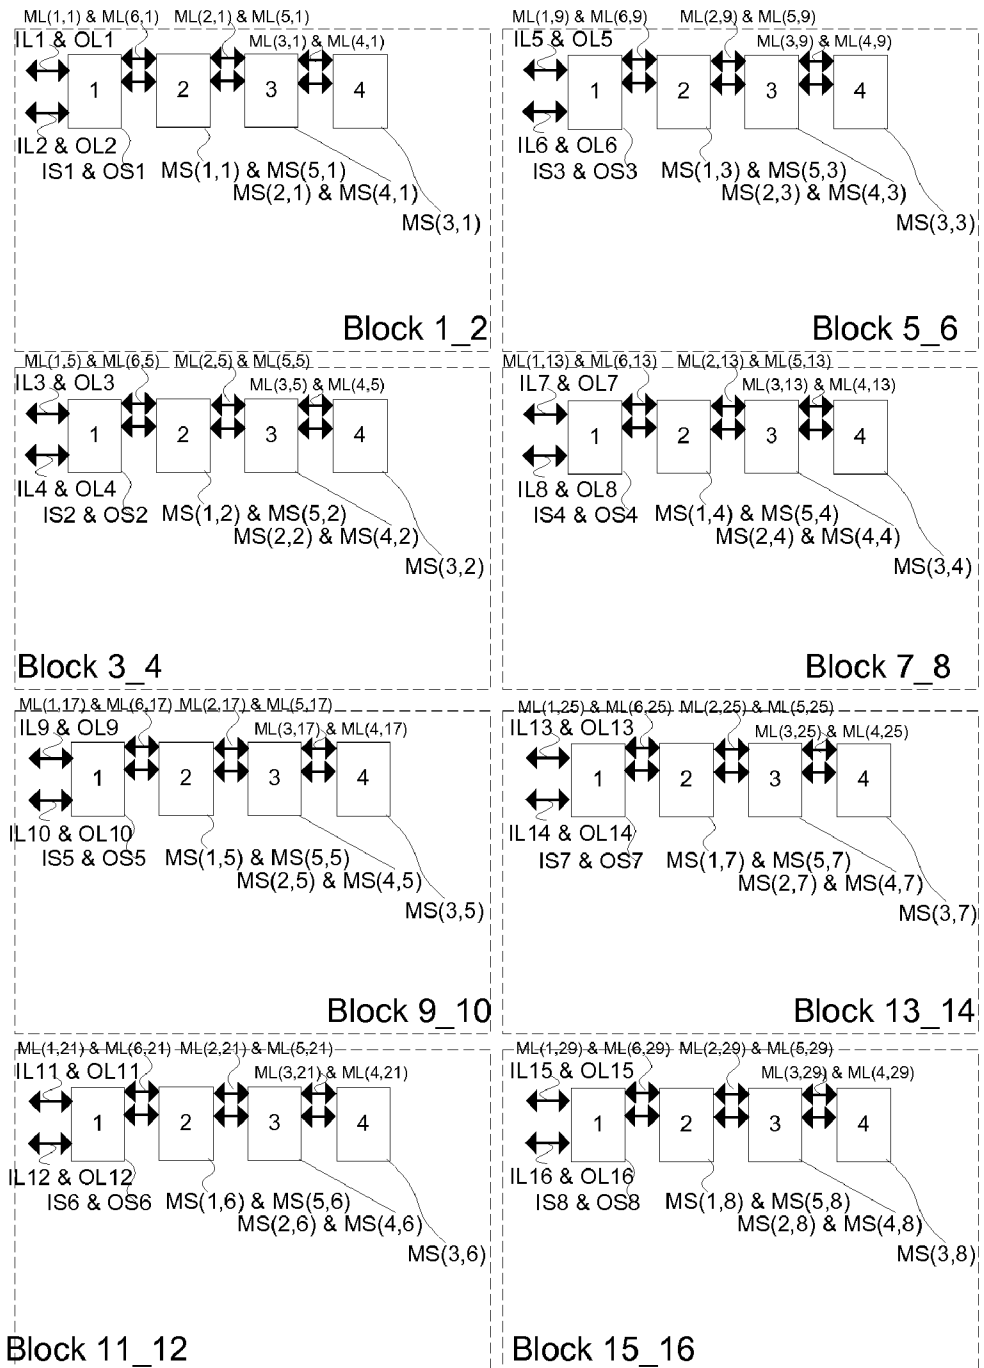 ML(1,1) & ML(6,1) ML(2,1) & ML(5,1)
IL1 & OL1
ML(3,1) & ML(4,1)
1 2 3 4
IL2 & OL2
IS1 & OS1
MS(1,1) & MS(5,1)
MS(2,1) & MS(4,1)
MS(3,1)
Block 1_2
ML(1,9) & ML(6,9) ML(2,9) & ML(5,9)
IL5 & OL5
ML(3,9) & ML(4,9)
1 2 3 4
IL6 & OL6
IS3 & OS3
MS(1,3) & MS(5,3)
MS(2,3) & MS(4,3)
MS(3,3)
Block 5_6
ML(1,5) & ML(6,5) ML(2,5) & ML(5,5)
IL3 & OL3
ML(3,5) & ML(4,5)
1 2 3 4
IL4 & OL4
IS2 & OS2
MS(1,2) & MS(5,2)
MS(2,2) & MS(4,2)
MS(3,2)
Block 3_4
ML(1,13) & ML(6,13) ML(2,13) & ML(5,13)
IL7 & OL7
ML(3,13) & ML(4,13)
1 2 3 4
IL8 & OL8
IS4 & OS4
MS(1,4) & MS(5,4)
MS(2,4) & MS(4,4)
MS(3,4)
Block 7_8
ML(1,17) & ML(6,17) ML(2,17) & ML(5,17)
IL9 & OL9
ML(3,17) & ML(4,17)
1 2 3 4
IL10 & OL10
IS5 & OS5
MS(1,5) & MS(5,5)
MS(2,5) & MS(4,5)
MS(3,5)
Block 9_10
ML(1,25) & ML(6,25) ML(2,25) & ML(5,25)
IL13 & OL13
ML(3,25) & ML(4,25)
1 2 3 4
IL14 & OL14
IS7 & OS7
MS(1,7) & MS(5,7)
MS(2,7) & MS(4,7)
MS(3,7)
Block 13_14
ML(1,21) & ML(6,21) ML(2,21) & ML(5,21)
IL11 & OL11
ML(3,21) & ML(4,21)
1 2 3 4
IL12 & OL12
IS6 & OS6
MS(1,6) & MS(5,6)
MS(2,6) & MS(4,6)
MS(3,6)
Block 11_12
ML(1,29) & ML(6,29) ML(2,29) & ML(5,29)
IL15 & OL15
ML(3,29) & ML(4,29)
1 2 3 4
IL16 & OL16
IS8 & OS8
MS(1,8) & MS(5,8)
MS(2,8) & MS(4,8)
MS(3,8)
Block 15_16